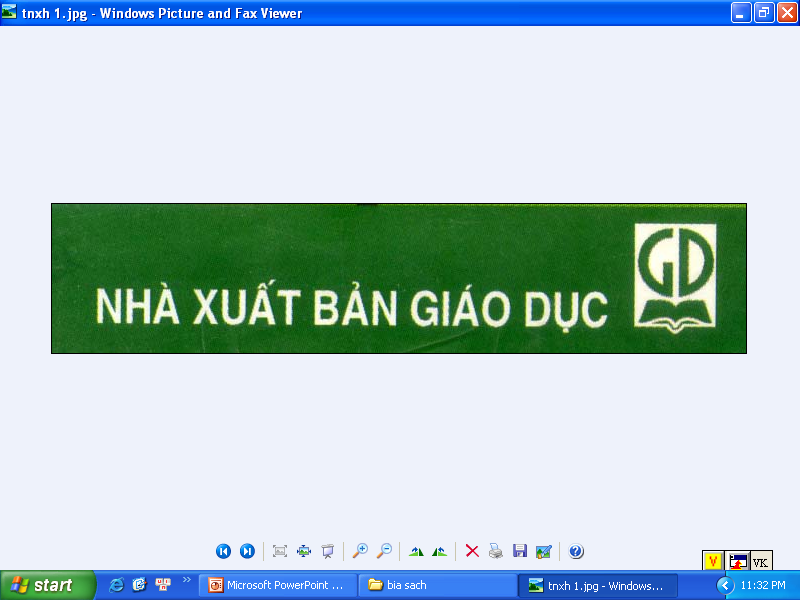 tnxh 1.jpg - Windows Picture and Fax Viewer
NHÀ XUẤT BẢN GIÁO DỤC
GD
V
VK
start
Microsoft PowerPoint ...
bia sach
tnxh 1.jpg - Windows...
11:32 PM